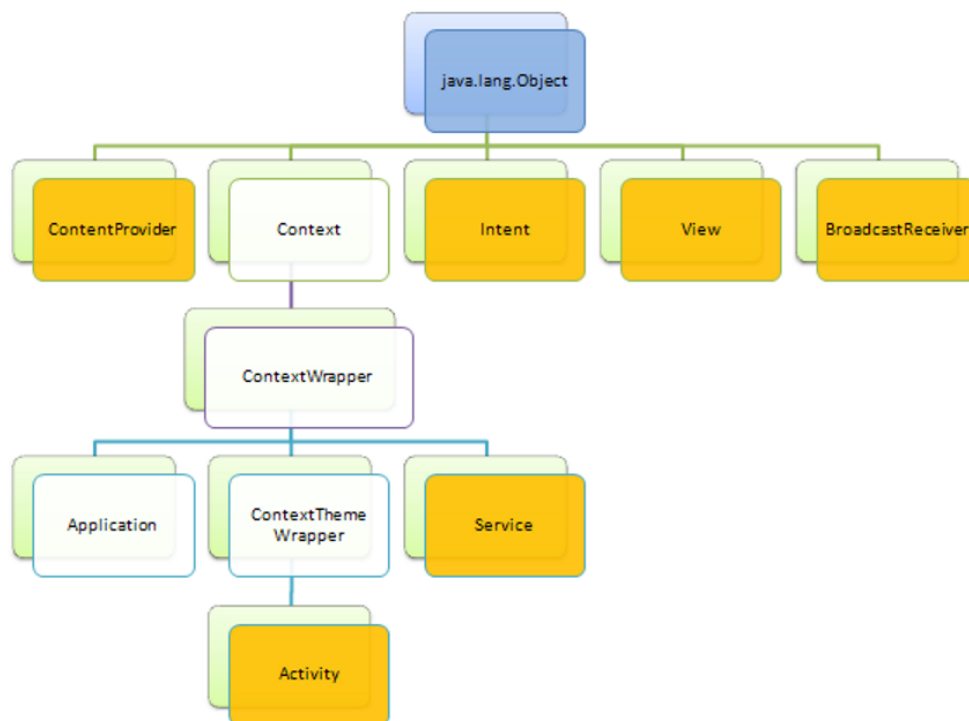 java.lang.Object
ContentProvider
Context
Intent
View
BroadcastReceiver
ContextWrapper
Application
ContextTheme
Wrapper
Service
Activity